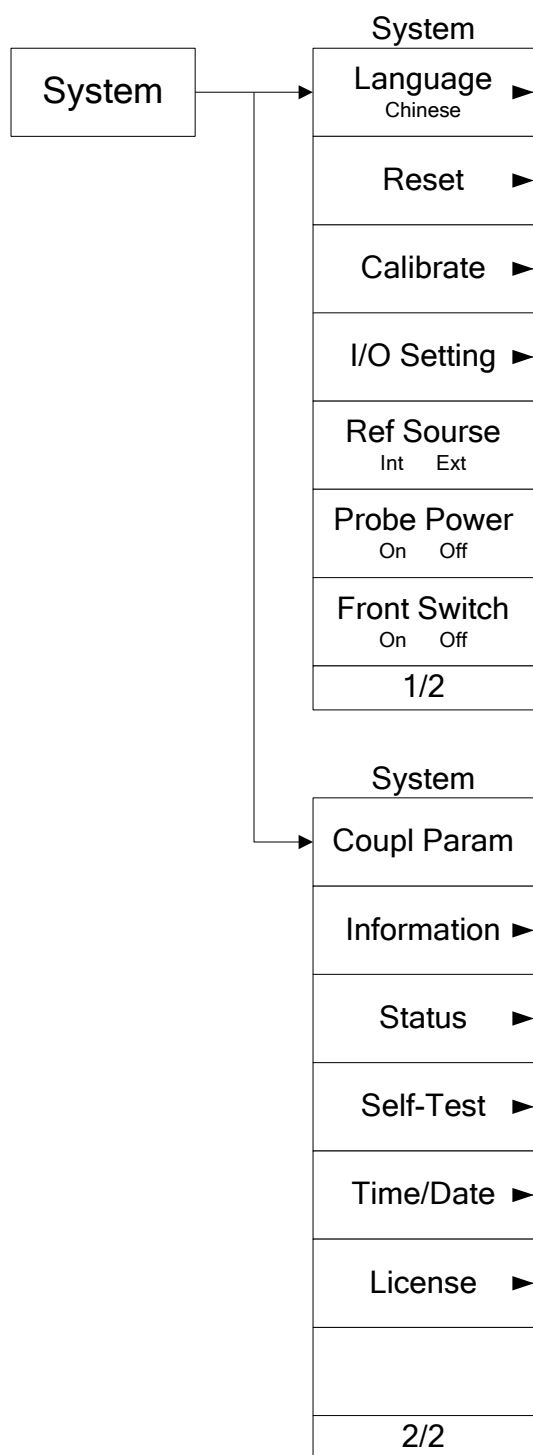 System
System
Language
Chinese
Reset
Calibrate
I/O Setting
Ref Sourse
Int Ext
Probe Power
On Off
Front Switch
On Off
1/2
System
Coupl Param
Information
Status
Self-Test
Time/Date
License
2/2